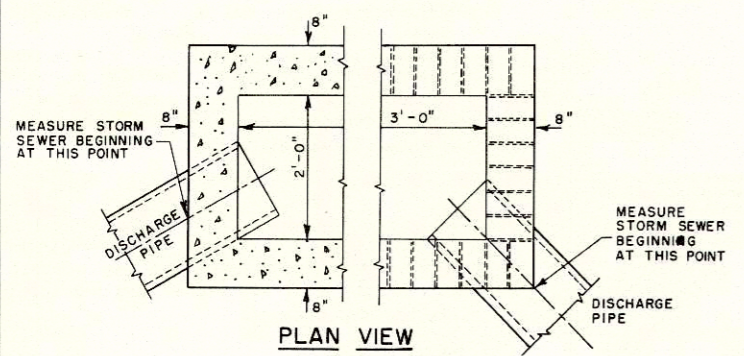 8"
8"
8"
3'-0"
8"
2'-0"
MEASURE STORM
SEWER BEGINNING
AT THIS POINT
DISCHARGE
PIPE
MEASURE
STORM SEWER
BEGINNING
AT THIS POINT
DISCHARGE
PIPE
8"
PLAN VIEW